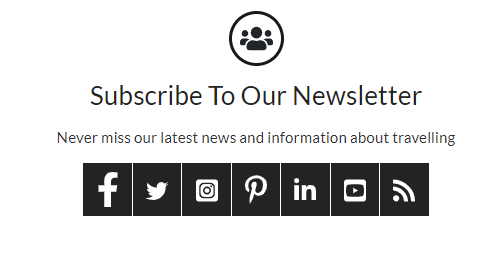 Subscribe To Our Newsletter
Never miss our latest news and information about travelling